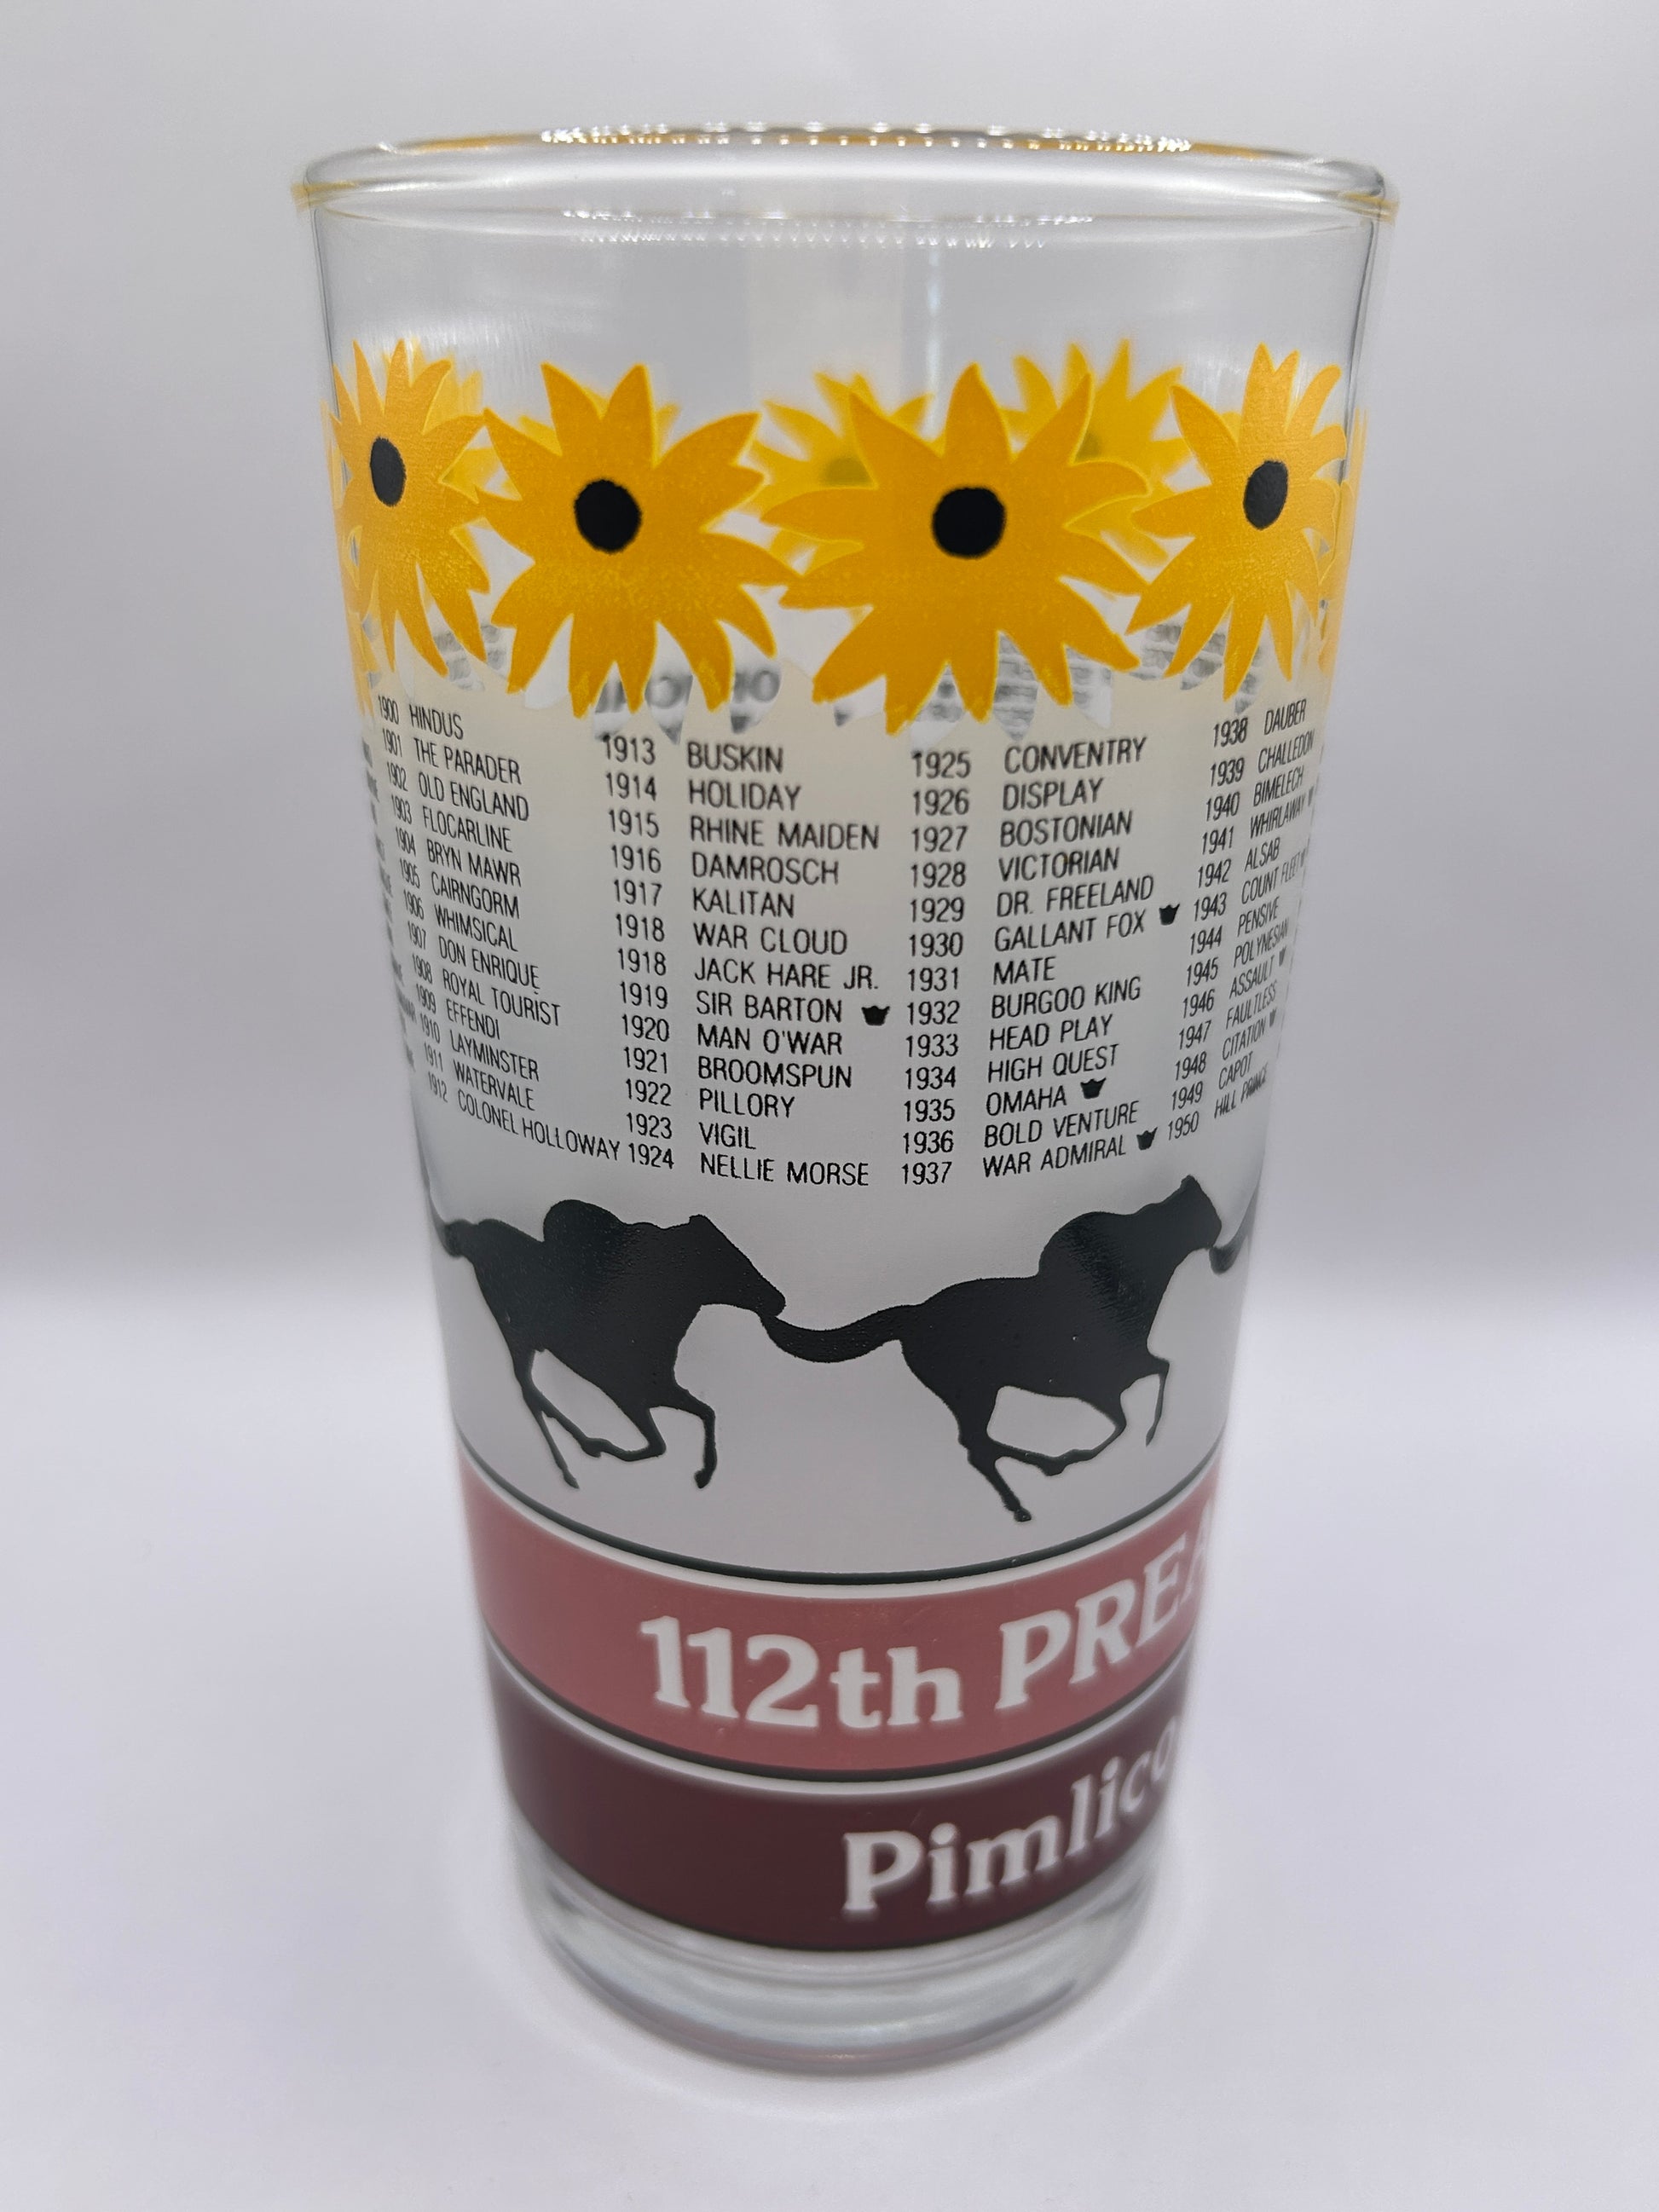 1900 HINDUS
1901 THE PARADER
1902 OLD ENGLAND
1903 FLOCARLINE
1904 BRYN MAWR
1905 CAIRNGORM
1906 WHIMSICAL
1907 DON ENRIQUE
1908 ROYAL TOURIST
1909 EFFENDI
1910 LAYMINSTER
1911 WATERVALE
1912 COLONEL HOLLOWAY
1913 BUSKIN
1914 HOLIDAY
1915 RHINE MAIDEN
1916 DAMROSCH
1917 KALITAN
1918 WAR CLOUD
1918 JACK HARE JR.
1919 SIR BARTON
1920 MAN O'WAR
1921 BROOMSPUN
1922 PILLORY
1923 VIGIL
1924 NELLIE MORSE
1925 CONVENTRY
1926 DISPLAY
1927 BOSTONIAN
1928 VICTORIAN
1929 DR. FREELAND
1930 GALLANT FOX
1931 MATE
1932 BURGOO KING
1933 HEAD PLAY
1934 HIGH QUEST
1935 OMAHA
1936 BOLD VENTURE
1937 WAR ADMIRAL
1938 DAUBER
1939 CHALLEDON
1940 BIMELECH
1941 WHIRLAWAY
1942 ALSAB
1943 COUNT FLEET
1944 PENSIVE
1945 POLYNESIAN
1946 ASSAULT
1947 FAULTLESS
1948 CITATION
1949 CAPOT
1950 HILL PRINCE
112th PREA
Pimlico